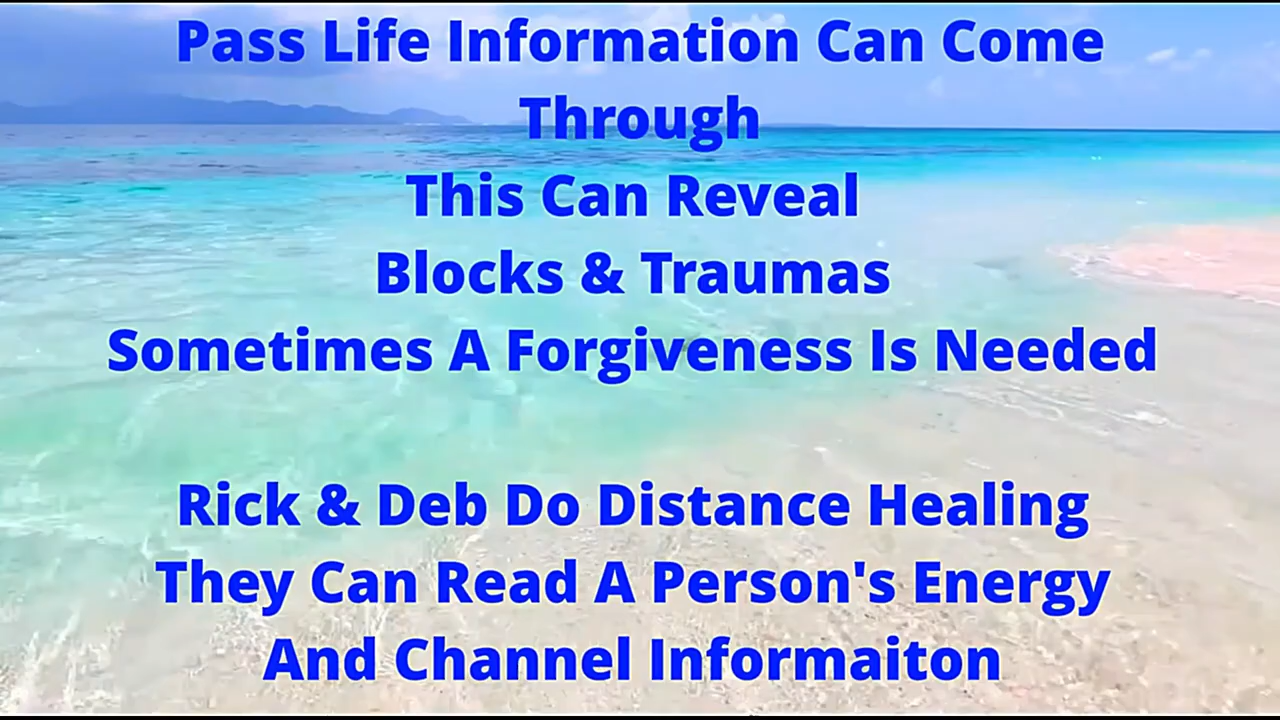 Pass Life Information Can Come
Through
This Can Reveal
Blocks & Traumas
Sometimes A Forgiveness Is Needed
Rick & Deb Do Distance Healing
They Can Read A Person's Energy
And Channel Informaiton